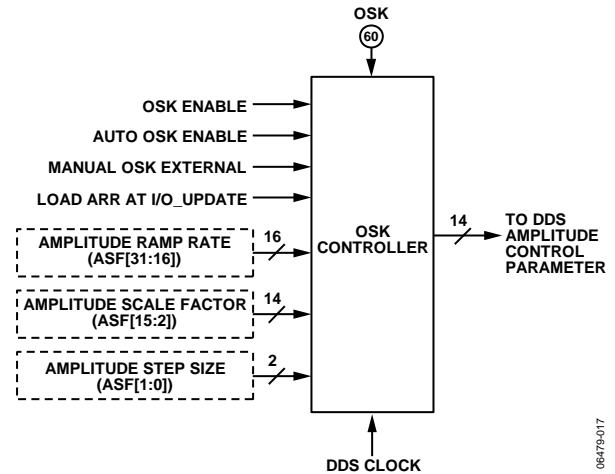 OSK
60
OSK ENABLE
AUTO OSK ENABLE
MANUAL OSK EXTERNAL
LOAD ARR AT I/O_UPDATE
AMPLITUDE RAMP RATE
(ASF[31:16])
16
AMPLITUDE SCALE FACTOR
(ASF[15:2])
14
AMPLITUDE STEP SIZE
(ASF[1:0])
2
OSK
CONTROLLER
14
TO DDS
AMPLITUDE
CONTROL
PARAMETER
DDS CLOCK
06479-017